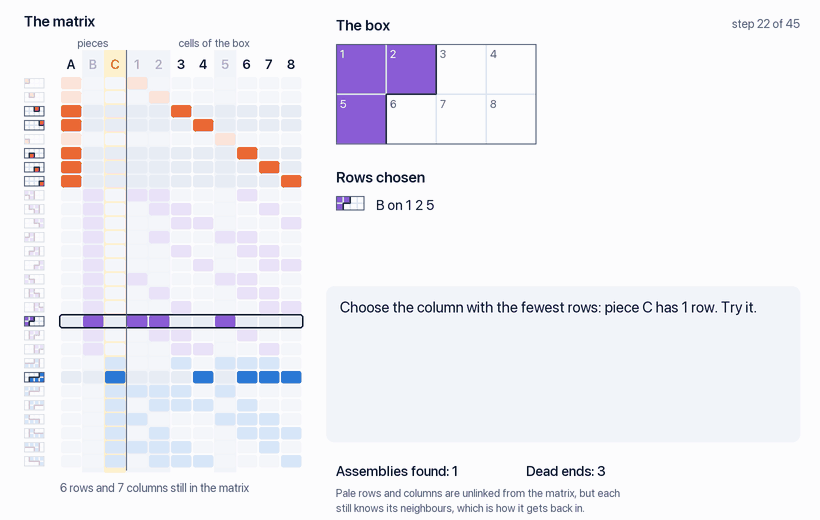 The matrix
pieces
cells of the box
A B C 1 2 3 4 5 6 7 8
6 rows and 7 columns still in the matrix
The box
step 22 of 45
1 2 3 4
5 6 7 8
Rows chosen
B on 1 2 5
Choose the column with the fewest rows: piece C has 1 row. Try it.
Assemblies found: 1
Dead ends: 3
Pale rows and columns are unlinked from the matrix, but each
still knows its neighbours, which is how it gets back in.